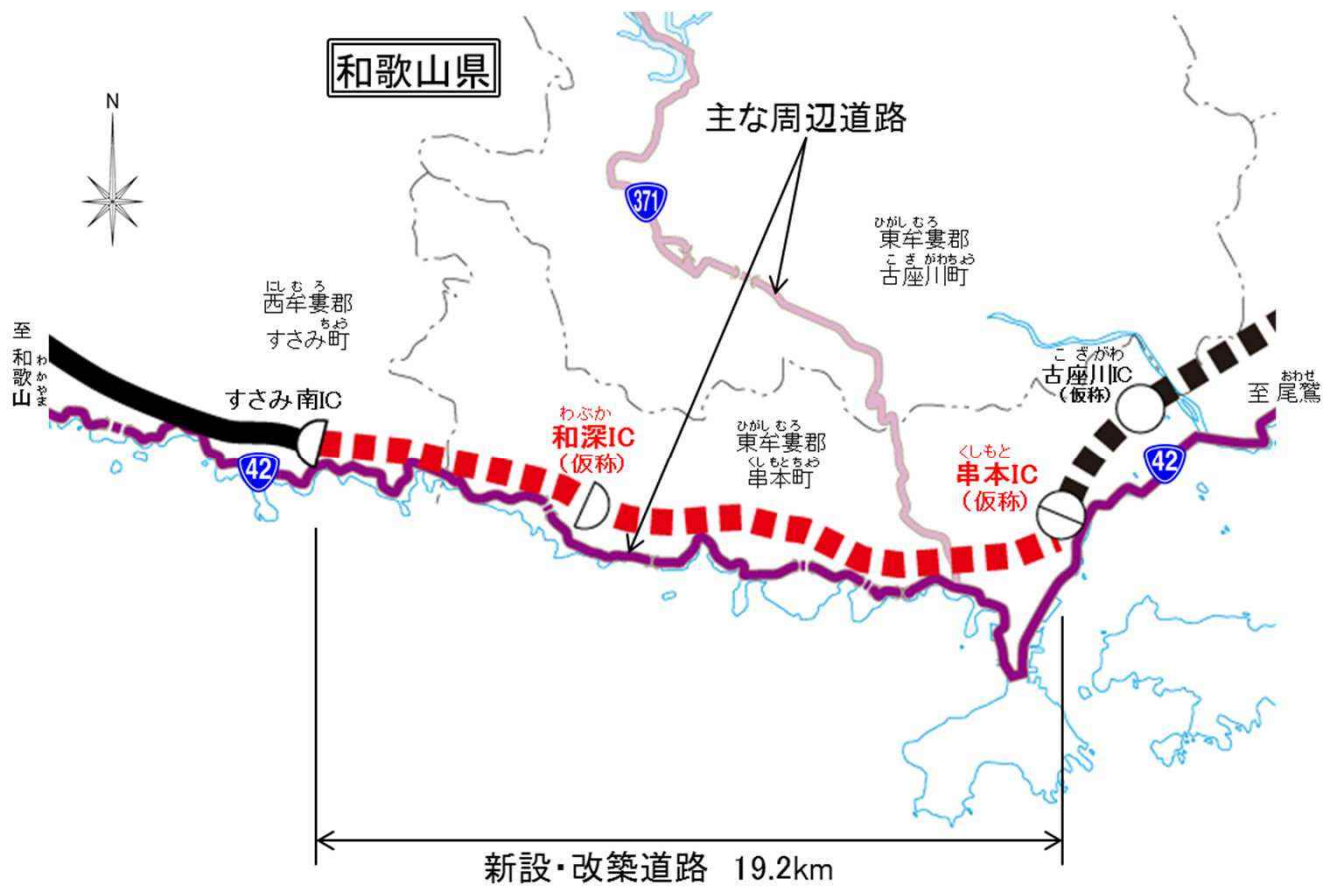 和歌山県
N
主な周辺道路
371
ひがし むろ
東牟婁郡
こ ざ がわちょう
古座川町
にし む ろ
西牟婁郡
ちょう
すさみ町
至 和歌山
わかやま
すさみ南IC
42
わぶか
和深IC
(仮称)
ひがし むろ
東牟婁郡
くしもとちょう
串本町
こ ざ がわ
古座川IC
(仮称)
おわせ
至 尾鷲
くしもと
串本IC
(仮称)
42
新設・改築道路 19.2km